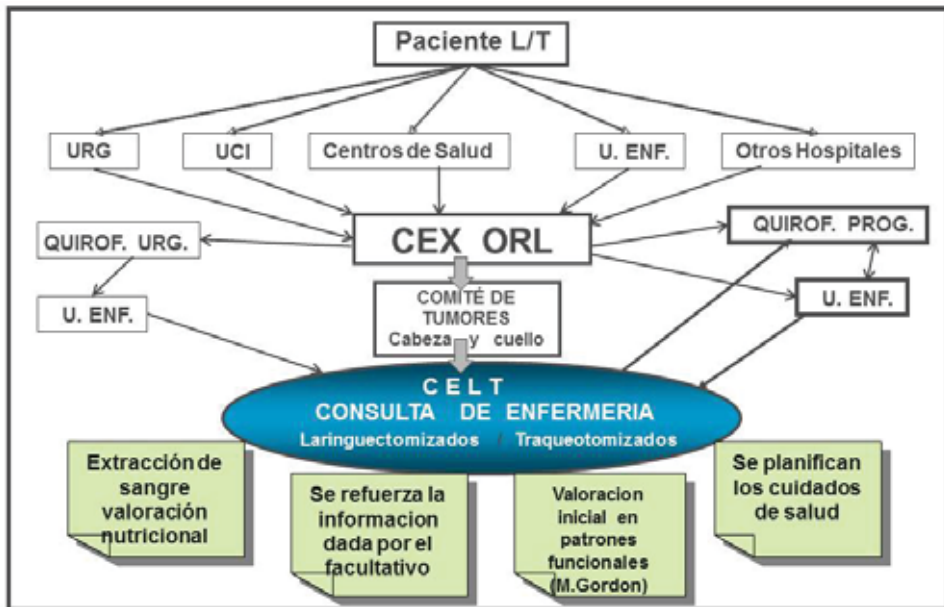 Paciente L/T
URG
UCI
Centros de Salud
U. ENF.
Otros Hospitales
QUIROF. URG.
CEX ORL
QUIROF. PROG.
U. ENF.
COMITÉ DE
TUMORES
Cabeza y cuello
U. ENF.
C E L T
CONSULTA DE ENFERMERIA
Laringuectomizados / Traqueotomizados
Extracción de
sangre
valoración
nutricional
Se refuerza la
informacion
dada por el
facultativo
Valoracion
inicial en
patrones
funcionales
(M.Gordon)
Se planifican
los cuidados
de salud